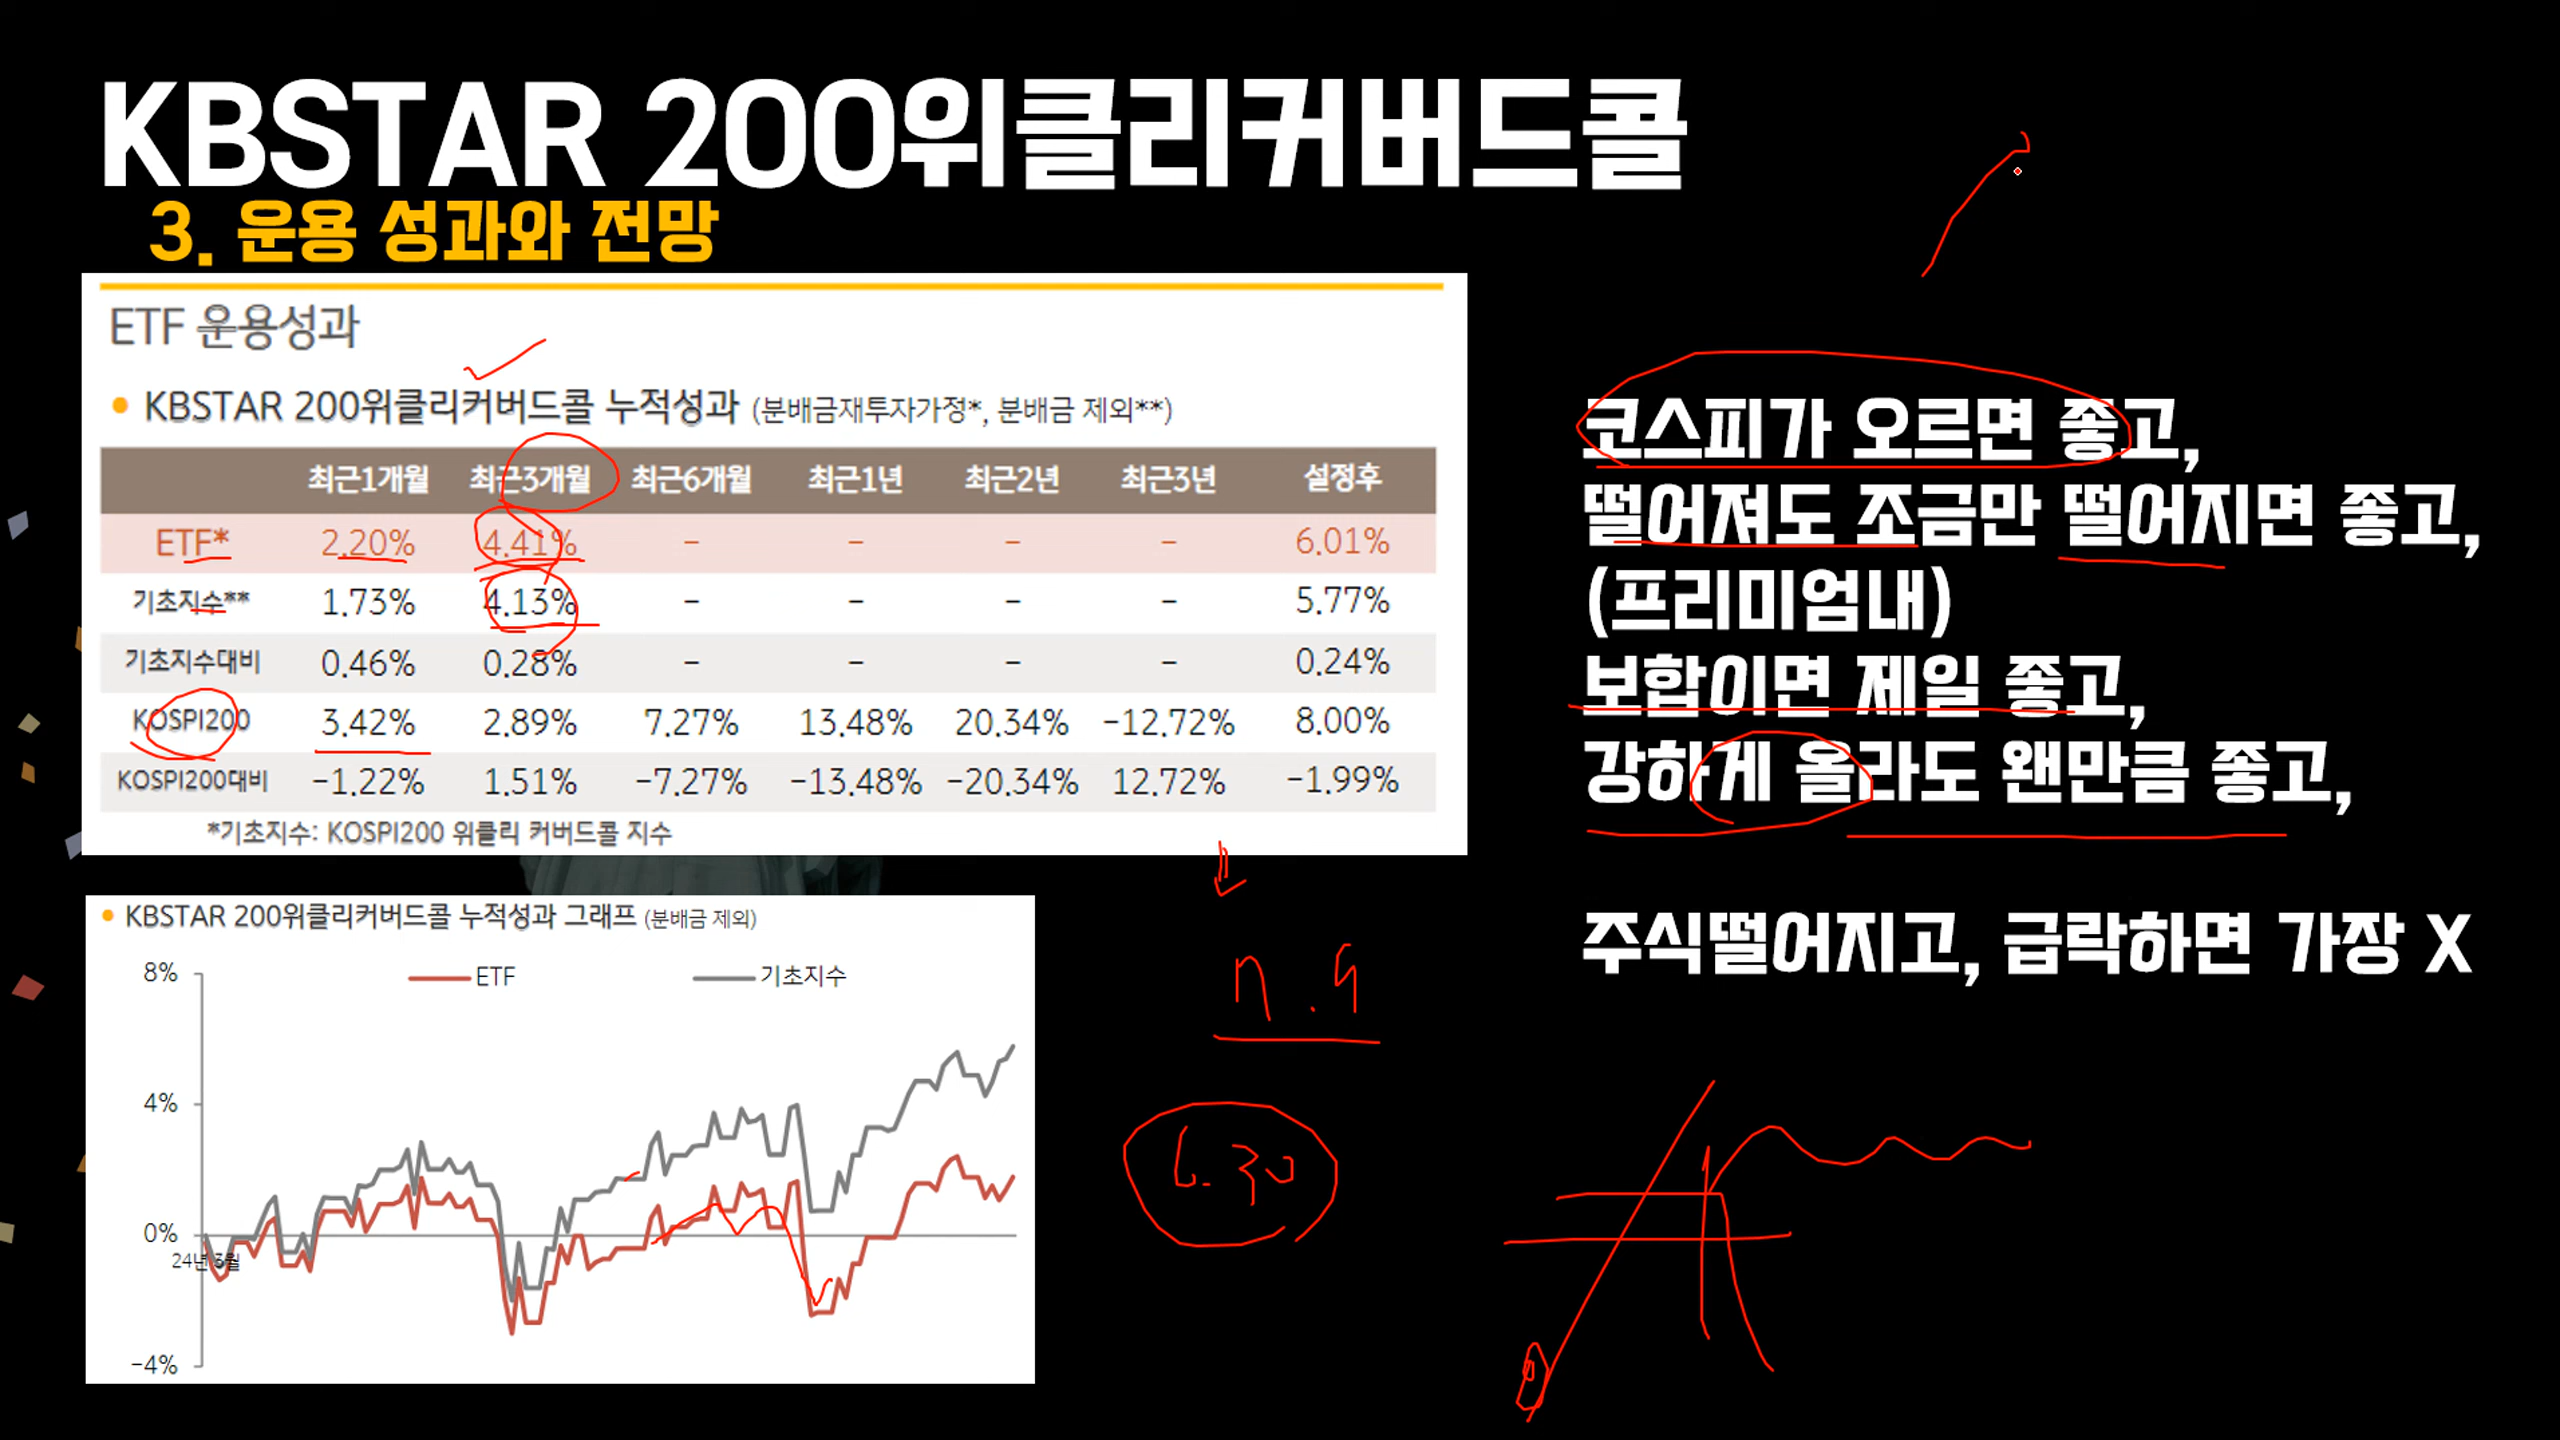 KBSTAR 200위클리커버드콜
3. 운용 성과와 전망
ETF 운용성과
• KBSTAR 200위클리커버드콜 누적성과 (분배금재투자가정*, 분배금 제외**)
최근1개월 최근3개월 최근6개월 최근1년 최근2년 최근3년 설정후
ETF* 2.20% 4.41% – – – – 6.01%
기초지수** 1.73% 4.13% – – – – 5.77%
기초지수대비 0.46% 0.28% – – – – 0.24%
KOSPI200 3.42% 2.89% 7.27% 13.48% 20.34% -12.72% 8.00%
KOSPI200대비 -1.22% 1.51% -7.27% -13.48% -20.34% 12.72% -1.99%
*기초지수: KOSPI200 위클리 커버드콜 지수
코스피가 오르면 좋고,
떨어져도 조금만 떨어지면 좋고,
(프리미엄내)
보합이면 제일 좋고,
강하게 올라도 왠만큼 좋고,
주식떨어지고, 급락하면 가장 X
• KBSTAR 200위클리커버드콜 누적성과 그래프 (분배금 제외)
ETF 기초지수
8%
4%
0%
-4%
6.30